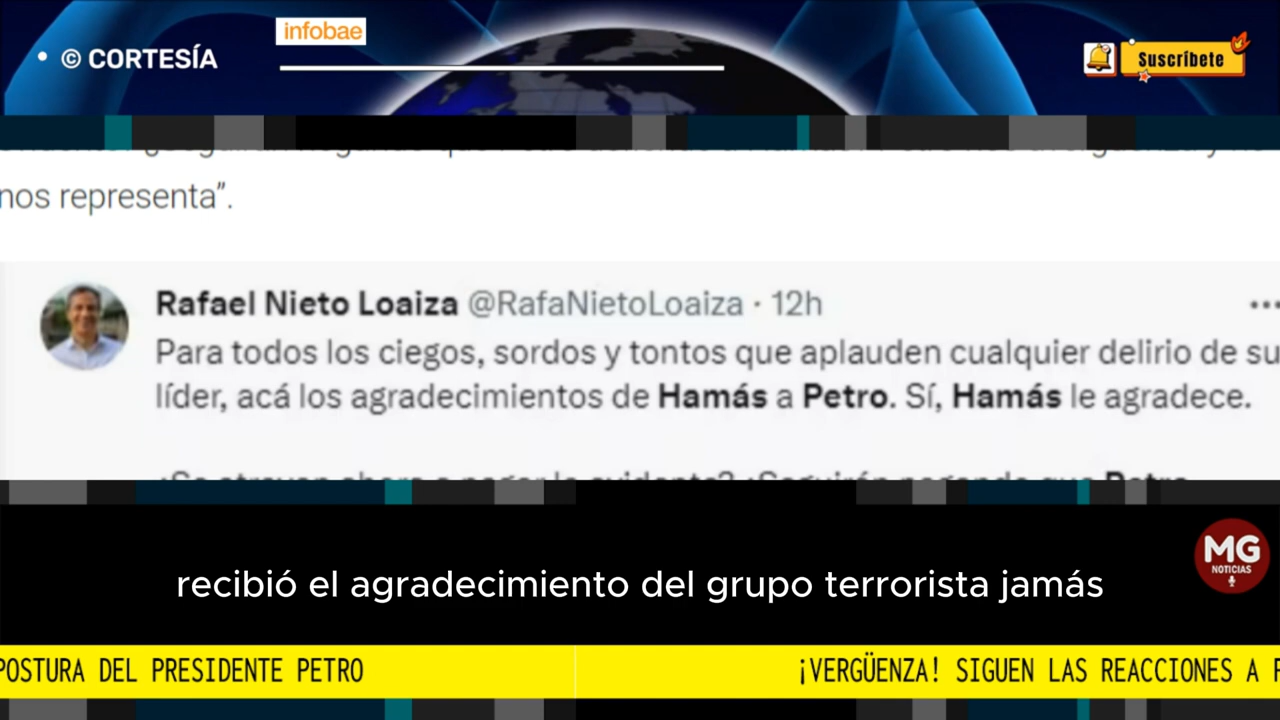 infobae
• © CORTESÍA
Suscríbete
nos representa”.
Rafael Nieto Loaiza @RafaNietoLoaiza · 12h
Para todos los ciegos, sordos y tontos que aplauden cualquier delirio de su
líder, acá los agradecimientos de Hamás a Petro. Sí, Hamás le agradece.
MG
NOTICIAS
recibió el agradecimiento del grupo terrorista jamás
POSTURA DEL PRESIDENTE PETRO ¡VERGÜENZA! SIGUEN LAS REACCIONES A